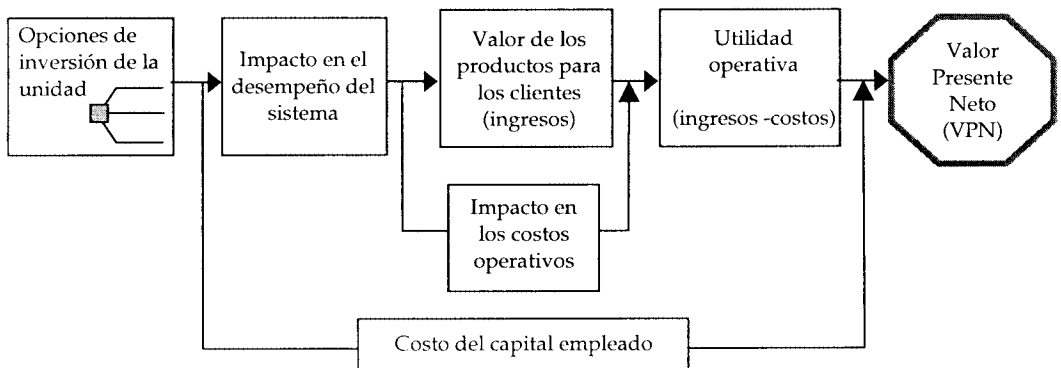 Opciones de
inversión de la
unidad
Impacto en el
desempeño del
sistema
Valor de los
productos para
los clientes
(ingresos)
Utilidad
operativa
(ingresos -costos)
Valor
Presente
Neto
(VPN)
Impacto en
los costos
operativos
Costo del capital empleado